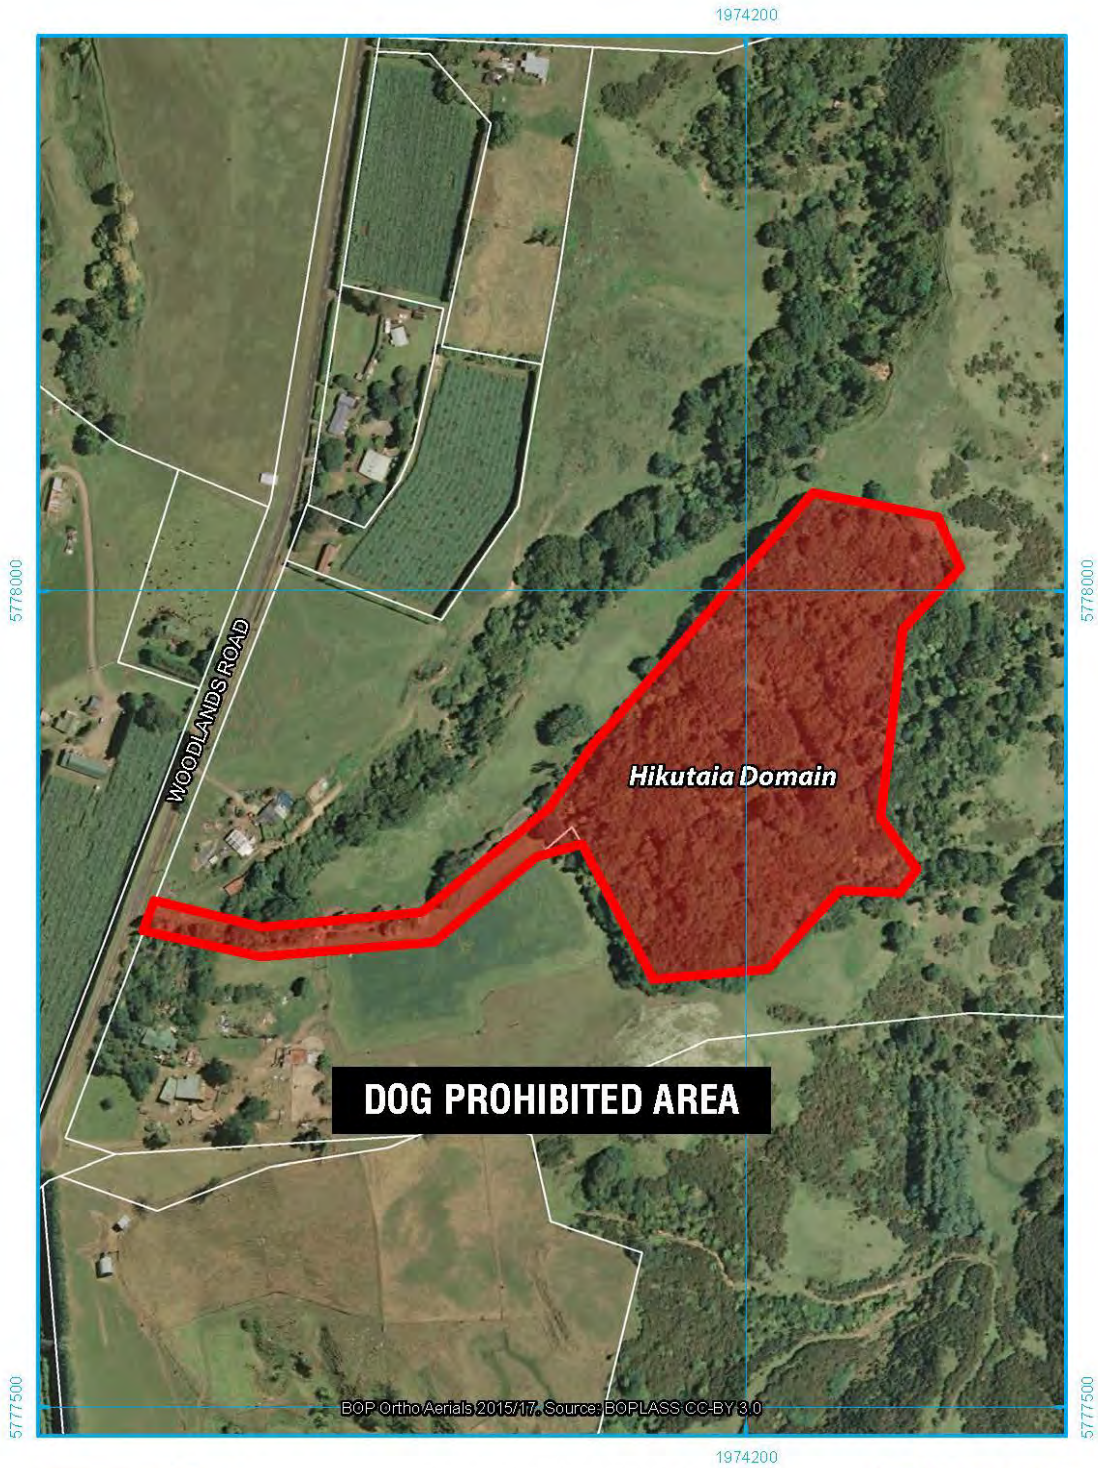 1974200
5778000
5778000
WOODLANDS ROAD
Hikutaia Domain
DOG PROHIBITED AREA
5777500
5777500
BOP Ortho Aerials 2015/17. Source: BOPLASS CC-BY 3.0
1974200